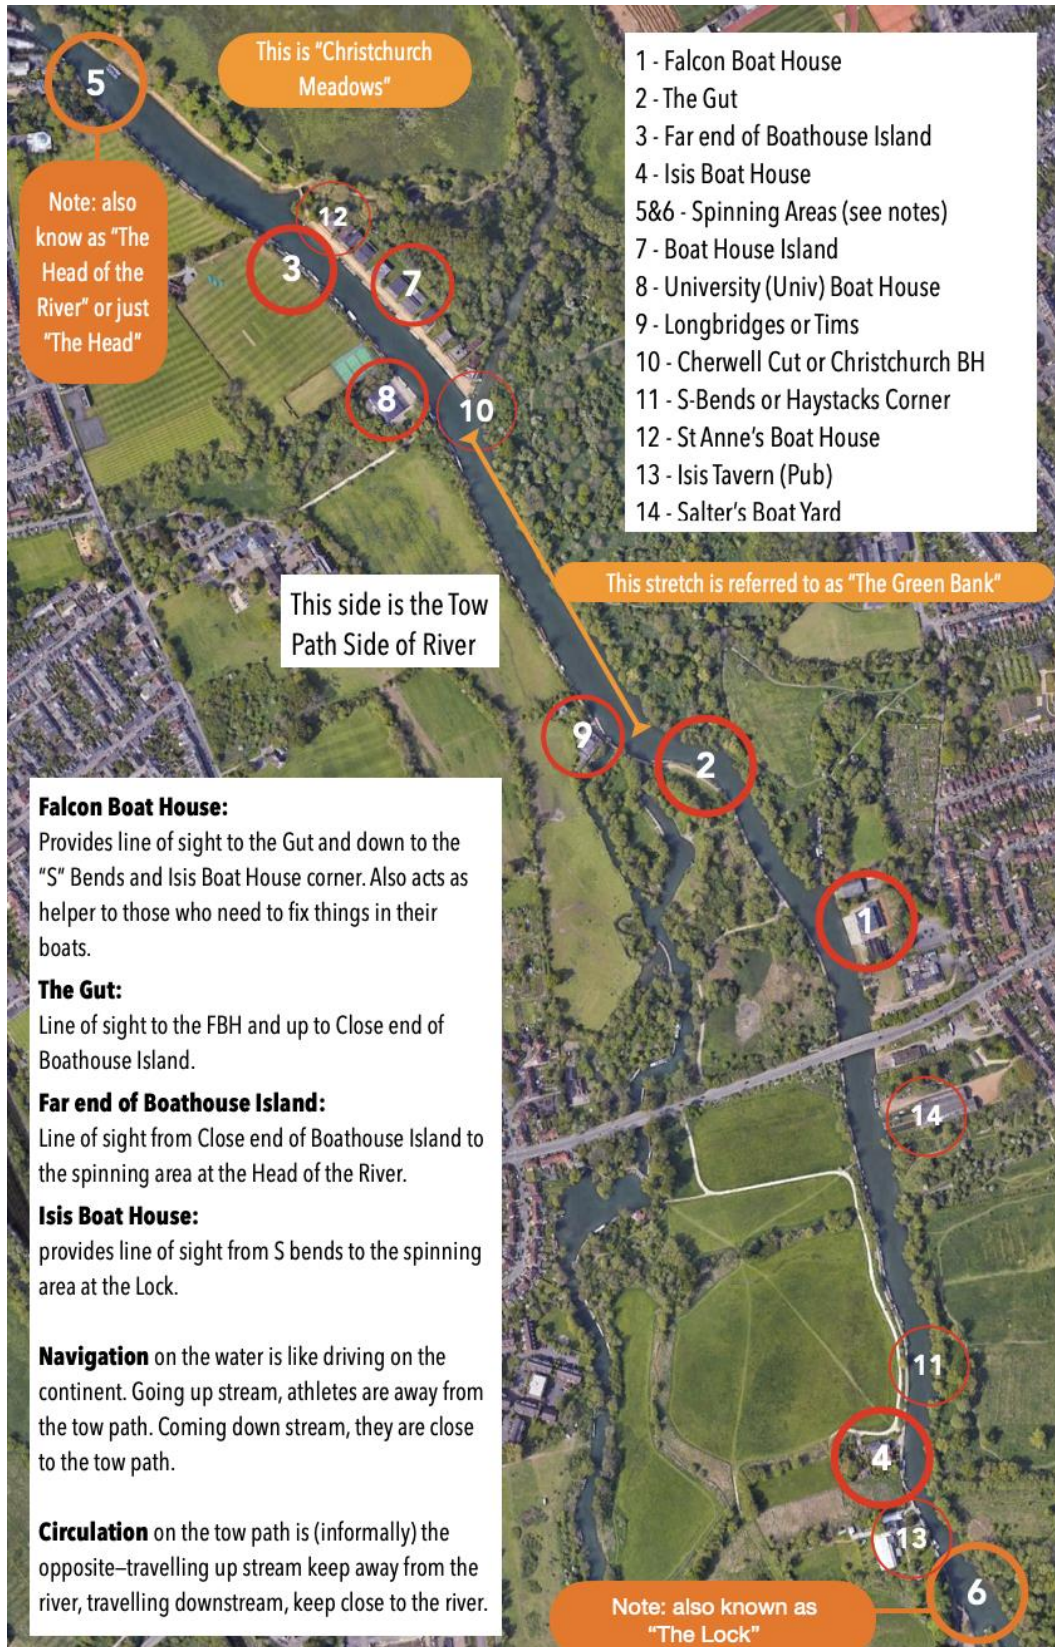 This is "Christchurch
Meadows"
5
Note: also
know as "The
Head of the
River" or just
"The Head"
1 - Falcon Boat House
2 - The Gut
3 - Far end of Boathouse Island
4 - Isis Boat House
5&6 - Spinning Areas (see notes)
7 - Boat House Island
8 - University (Univ) Boat House
9 - Longbridges or Tims
10 - Cherwell Cut or Christchurch BH
11 - S-Bends or Haystacks Corner
12 - St Anne's Boat House
13 - Isis Tavern (Pub)
14 - Salter's Boat Yard
12
3
7
8
10
This stretch is referred to as "The Green Bank"
This side is the Tow
Path Side of River
9
2
1
14
11
4
13
6
Falcon Boat House:
Provides line of sight to the Gut and down to the
"S" Bends and Isis Boat House corner. Also acts as
helper to those who need to fix things in their
boats.
The Gut:
Line of sight to the FBH and up to Close end of
Boathouse Island.
Far end of Boathouse Island:
Line of sight from Close end of Boathouse Island to
the spinning area at the Head of the River.
Isis Boat House:
provides line of sight from S bends to the spinning
area at the Lock.
Navigation on the water is like driving on the
continent. Going up stream, athletes are away from
the tow path. Coming down stream, they are close
to the tow path.
Circulation on the tow path is (informally) the
opposite–travelling up stream keep away from the
river, travelling downstream, keep close to the river.
Note: also known as
"The Lock"